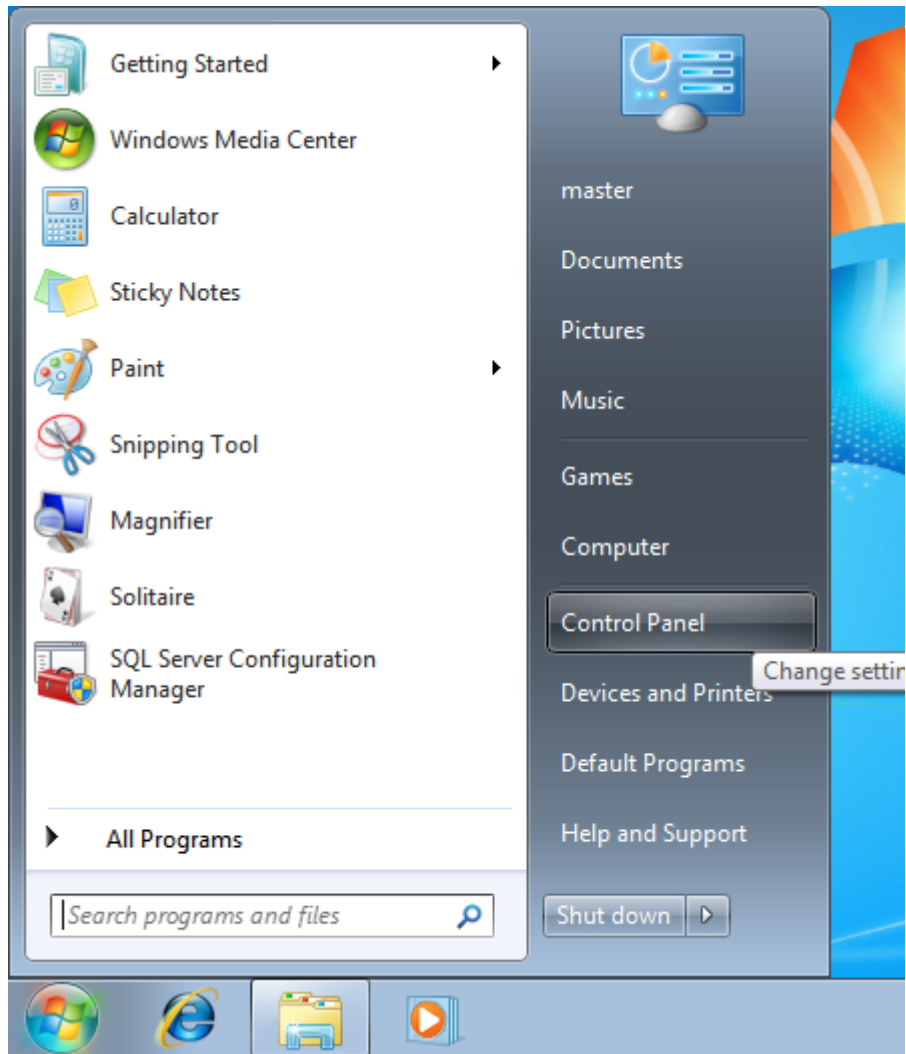 Getting Started
Windows Media Center
Calculator
Sticky Notes
Paint
Snipping Tool
Magnifier
Solitaire
SQL Server Configuration
Manager
All Programs
Search programs and files
master
Documents
Pictures
Music
Games
Computer
Control Panel
Change settin
Devices and Printers
Default Programs
Help and Support
Shut down